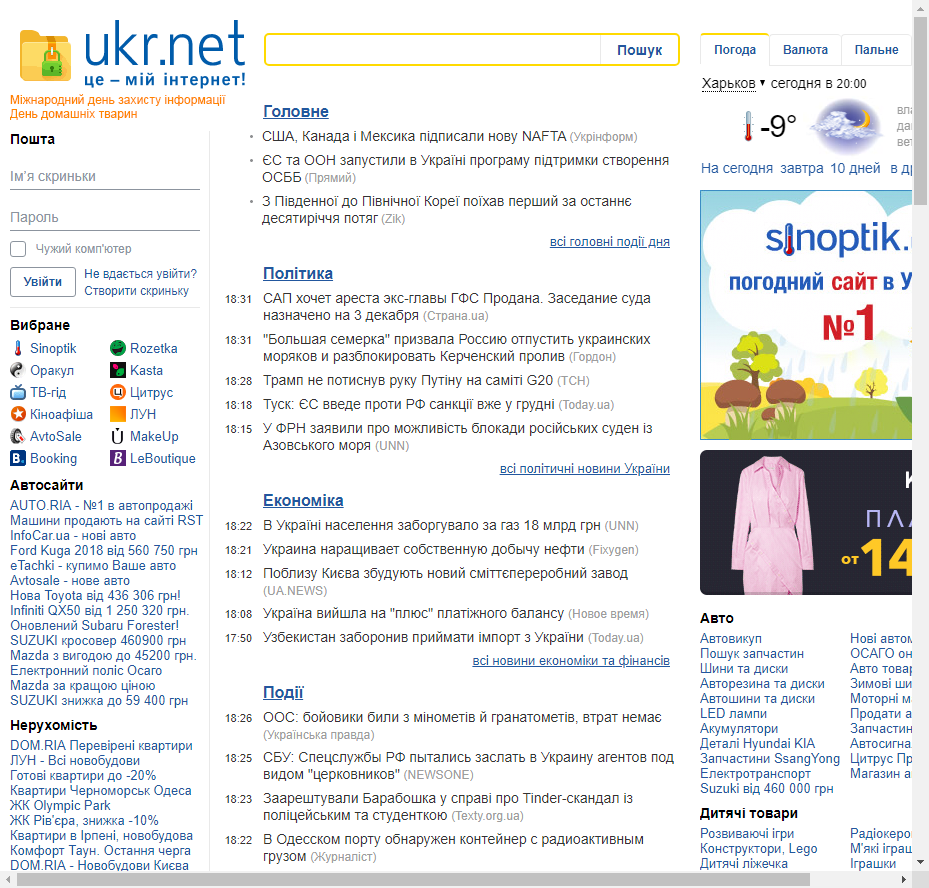 ukr.net
це – мій інтернет!
Міжнародний день захисту інформації
День домашніх тварин
Пошук
Погода
Валюта
Пальне
Харьков сегодня в 20:00
-9°
На сегодня завтра 10 дней в
Пошта
Ім'я скриньки
Пароль
Чужий комп'ютер
Увійти
Не вдається увійти?
Створити скриньку
Вибране
Sinoptik
Rozetka
Оракул
Kasta
ТВ-гід
Цитрус
Кіноафіша
ЛУН
AvtoSale
MakeUp
Booking
LeBoutique
Автосайти
AUTO.RIA - №1 в автопродажі
Машини продають на сайті RST
InfoCar.ua - нові авто
Ford Kuga 2018 від 560 750 грн
eTachki - купимо Ваше авто
Avtosale - нове авто
Нова Toyota від 436 306 грн!
Infiniti QX50 від 1 250 320 грн.
Оновлений Subaru Forester!
SUZUKI кросовер 460900 грн
Mazda з вигодою до 45200 грн.
Електронний поліс Осаго
Mazda за кращою ціною
SUZUKI знижка до 59 400 грн
Нерухомість
DOM.RIA Перевірені квартири
ЛУН - Всі новобудови
Готові квартири до -20%
Квартири Черноморськ Одеса
ЖК Olympic Park
ЖК Рів'єра, знижка -10%
Квартири в Ірпені, новобудова
Комфорт Таун. Остання черга
DOM.RIA - Новобудови Києва
Головне
США, Канада і Мексика підписали нову NAFTA (Укрінформ)
ЄС та ООН запустили в Україні програму підтримки створення
ОСББ (Прямий)
З Південної до Північної Кореї поїхав перший за останнє
десятиріччя потяг (Zik)
всі головні події дня
Політика
18:31 САП хочет ареста экс-главы ГФС Продана. Заседание суда
назначено на 3 декабря (Страна.ua)
18:31 "Большая семерка" призвала Россию отпустить украинских
моряков и разблокировать Керченский пролив (Гордон)
18:28 Трамп не потиснув руку Путіну на саміті G20 (ТСН)
18:18 Туск: ЄС введе проти РФ санкції вже у грудні (Today.ua)
18:15 У ФРН заявили про можливість блокади російських суден із
Азовського моря (UNN)
всі політичні новини України
Економіка
18:22 В Україні населення заборгувало за газ 18 млрд грн (UNN)
18:21 Украина наращивает собственную добычу нефти (Fixygen)
18:12 Поблизу Києва збудують новий сміттєпереробний завод
(UA.NEWS)
18:08 Україна вийшла на "плюс" платіжного балансу (Новое время)
17:50 Узбекистан заборонив приймати імпорт з України (Today.ua)
всі новини економіки та фінансів
Події
18:26 ООС: бойовики били з мінометів й гранатометів, втрат немає
(Українська правда)
18:25 СБУ: Спецслужбы РФ пытались заслать в Украину агентов под
видом "церковников" (NEWSONE)
18:23 Заарештували Барабошка у справі про Tinder-скандал із
поліцейським та студенткою (Texty.org.ua)
18:22 В Одесском порту обнаружен контейнер с радиоактивным
грузом (Журналіст)
sinoptik.
погодний сайт в У
№1
от 14
Авто
Автовикуп
Пошук запчастин
Шини та диски
Авторезина та диски
Автошини та диски
LED лампи
Акумулятори
Деталі Hyundai KIA
Запчастини SsangYong
Електротранспорт
Suzuki від 460 000 грн
Нові автом
ОСАГО он
Авто товар
Зимові ши
Моторні м
Продати а
Запчастин
Автосигна
Цитрус Пр
Магазин а
Дитячі товари
Розвиваючі ігри
Конструктори, Lego
Дитячі ліжечка
Радіокеро
М'які іграш
Іграшки